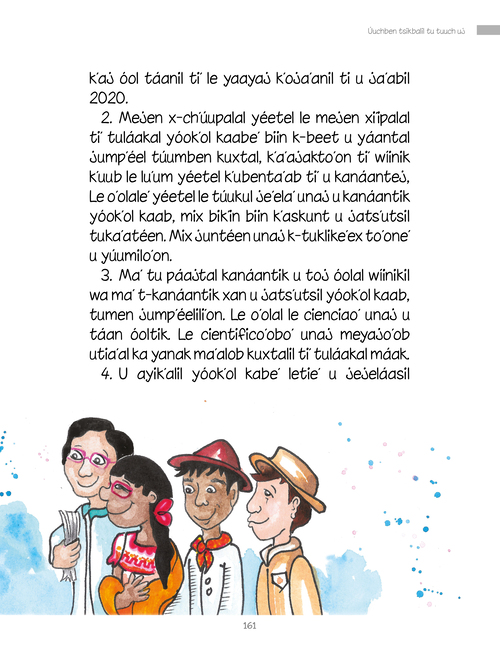 Úuchben tsikbalil tu tuuch uj
k'aj óol táanil ti' le yaayaj k'oja'anil ti u ja'abil
2020.
2. Mejen x-ch'úupalal yéetel le mejen xi'ipalal
ti' tuláakal yóok'ol kaabe' biin k-beet u yáantal
jump'éel túumben kuxtal, k'a'ajakto'on ti' wíinik
k'uub le lu'um yéetel k'ubenta'ab ti' u kanáantej,
Le o'olale' yéetel le túukul je'ela' unaj u kanáantik
yóok'ol kaab, mix bik'in biin k'askunt u jats'utsil
tuka'atéen. Mix juntéen unaj k-tuklike'ex to'one'
u yúumilo'on.
3. Ma' tu páajtal kanáantik u toj óolal wíinikil
wa ma' t-kanáantik xan u jats'utsil yóok'ol kaab,
tumen jump'éelili'on. Le o'olal le cienciao' unaj u
táan óoltik. Le científico'obo' unaj meyajo'ob
utia'al ka yanak ma'alob kuxtalil ti' tuláakal máak.
4. U ayik'alil yóok'ol kabe' letie' u jejeláasil
161